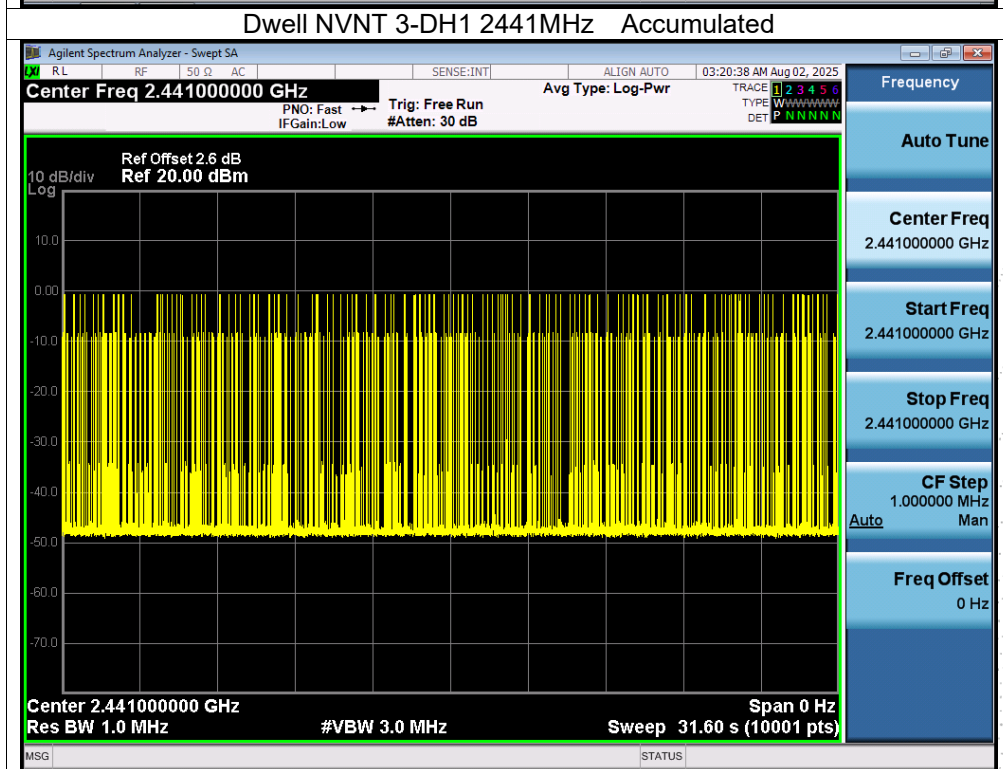 Dwell NVNT 3-DH1 2441MHz Accumulated
Agilent Spectrum Analyzer - Swept SA
LXI RL RF 50 Ω AC SENSE:INT ALIGN AUTO 03:20:38 AM Aug 02, 2025
Center Freq 2.441000000 GHz
PNO: Fast
IFGain:Low
Trig: Free Run
#Atten: 30 dB
Avg Type: Log-Pwr
TRACE 1 2 3 4 5 6
TYPE WWWWWWW
DET P N N N N N
Ref Offset 2.6 dB
10 dB/div Ref 20.00 dBm
Log
10.0
0.00
-10.0
-20.0
-30.0
-40.0
-50.0
-60.0
-70.0
Center 2.441000000 GHz Span 0 Hz
Res BW 1.0 MHz #VBW 3.0 MHz Sweep 31.60 s (10001 pts)
MSG STATUS
Frequency
Auto Tune
Center Freq
2.441000000 GHz
Start Freq
2.441000000 GHz
Stop Freq
2.441000000 GHz
CF Step
1.000000 MHz
Auto Man
Freq Offset
0 Hz